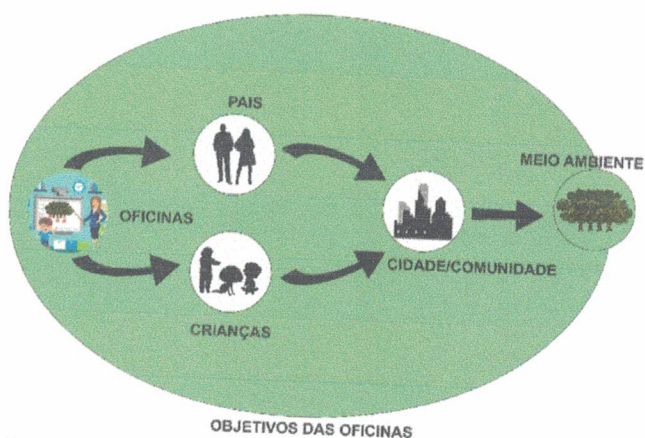 PAIS
MEIO AMBIENTE
OFICINAS
CIDADE/COMUNIDADE
CRIANÇAS
OBJETIVOS DAS OFICINAS